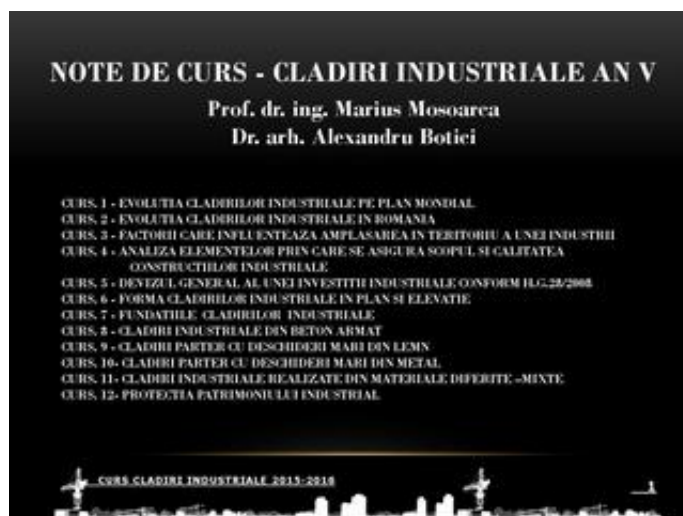 NOTE DE CURS - CLADIRI INDUSTRIALE AN V
Prof. dr. ing. Marius Mosoarca
Dr. arh. Alexandru Botici
CURS. 1 - EVOLUTIA CLADIRILOR INDUSTRIALE PE PLAN MONDIAL
CURS. 2 - EVOLUTIA CLADIRILOR INDUSTRIALE IN ROMANIA
CURS. 3 - FACTORII CARE INFLUENTEAZA AMPLASAREA IN TERITORIU A UNEI INDUSTRII
CURS. 4 - ANALIZA ELEMENTELOR PRIN CARE SE ASIGURA SCOPUL SI CALITATEA
CONSTRUCTIILOR INDUSTRIALE
CURS. 5 - DEVIZUL GENERAL AL UNEI INVESTITII INDUSTRIALE CONFORM H.G.28/2008
CURS. 6 - FORMA CLADIRILOR INDUSTRIALE IN PLAN SI ELEVATIE
CURS. 7 - FUNDATIILE CLADIRILOR INDUSTRIALE
CURS. 8 - CLADIRI INDUSTRIALE DIN BETON ARMAT
CURS. 9 - CLADIRI PARTER CU DESCHIDERI MARI DIN LEMN
CURS. 10- CLADIRI PARTER CU DESCHIDERI MARI DIN METAL
CURS. 11- CLADIRI INDUSTRIALE REALIZATE DIN MATERIALE DIFERITE –MIXTE
CURS. 12- PROTECTIA PATRIMONIULUI INDUSTRIAL
CURS CLADIRI INDUSTRIALE 2015-2016
1